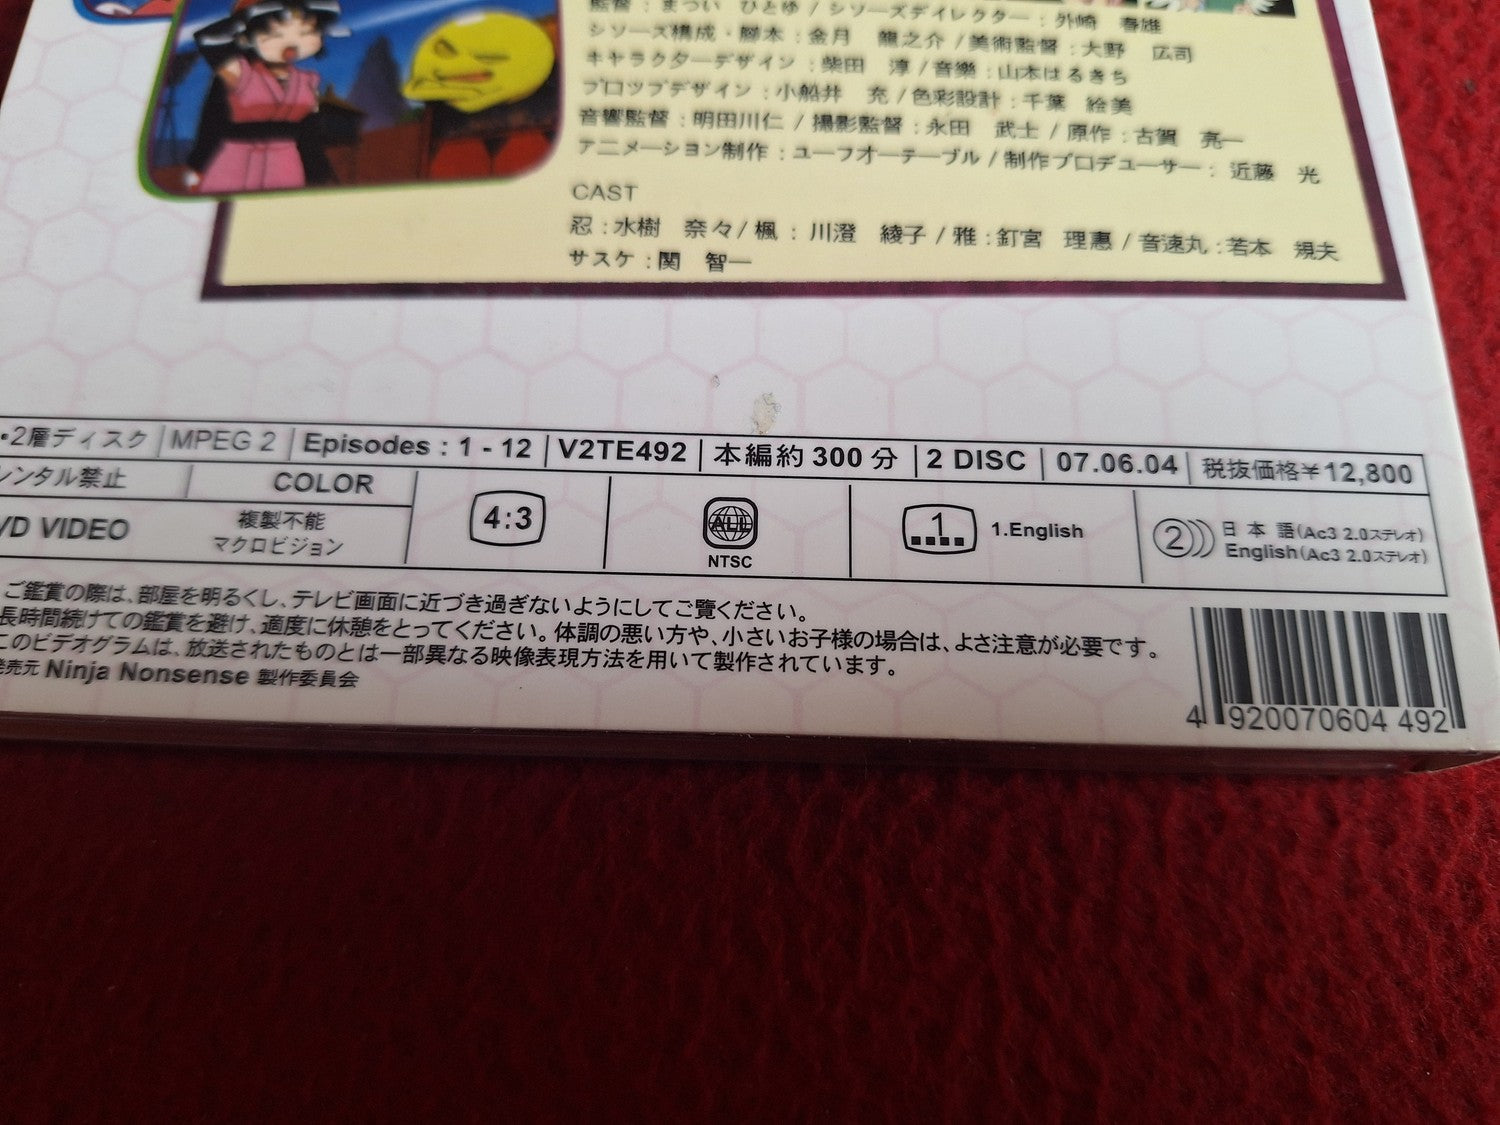 監督：まつい ひとゆ / シリーズディレクター：外崎 春雄
シリーズ構成・脚本：金月 龍之介 / 美術監督：大野 広司
キャラクターデザイン：柴田 淳 / 音樂：山本はるきち
プロップデザイン：小船井 充 / 色彩設計：千葉 絵美
音響監督：明田川仁 / 撮影監督：永田 武士 / 原作：古賀 亮一
アニメーション制作：ユーフォーテーブル / 制作プロデューサー：近藤 光
CAST
忍：水樹 奈々 / 楓：川澄 綾子 / 雅：釘宮 理惠 / 音速丸：若本 規夫
サスケ：関 智一
・2層ディスク MPEG 2 Episodes : 1 - 12 V2TE492 本編約 300 分 2 DISC 07.06.04 税抜価格¥12,800
レンタル禁止 COLOR
VD VIDEO 複製不能 マクロビジョン
4:3
ALL
NTSC
1 1.English
2 日本語(Ac3 2.0ステレオ)
English(Ac3 2.0ステレオ)
ご鑑賞の際は、部屋を明るくし、テレビ画面に近づき過ぎないようにしてご覧ください。
長時間続けての鑑賞を避け、適度に休憩をとってください。体調の悪い方や、小さいお子様の場合は、よさ注意が必要です。
このビデオグラムは、放送されたものとは一部異なる映像表現方法を用いて製作されています。
発売元 Ninja Nonsense 製作委員会
4 920070604 492